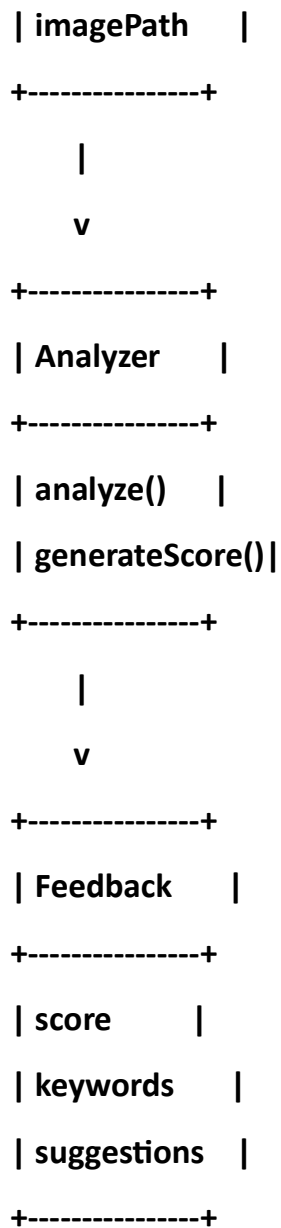 | imagePath     |
+----------------+
|
v
+----------------+
| Analyzer      |
+----------------+
| analyze()     |
| generateScore()|
+----------------+
|
v
+----------------+
| Feedback      |
+----------------+
| score         |
| keywords      |
| suggestions   |
+----------------+